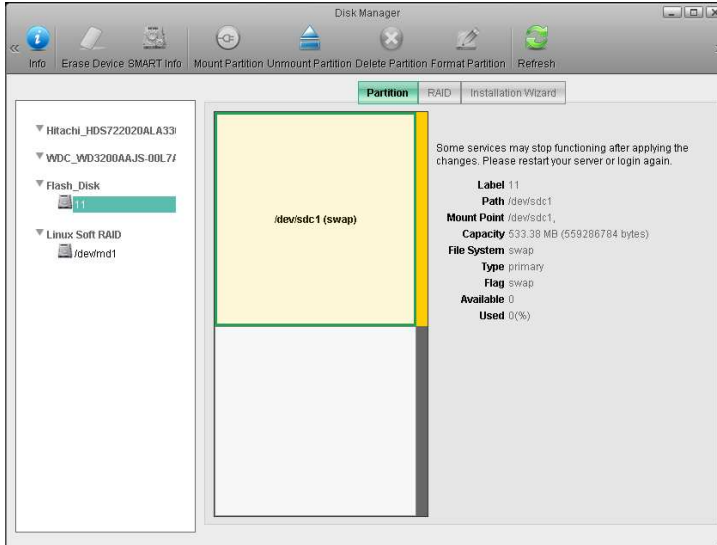 Disk Manager
«
Info Erase Device SMART Info Mount Partition Unmount Partition Delete Partition Format Partition Refresh
Partition RAID Installation Wizard
Hitachi_HDS722020ALA33
WDC_WD3200AAJS-00L7
Flash_Disk
11
Linux Soft RAID
/dev/md1
/dev/sdc1 (swap)
Some services may stop functioning after applying the
changes. Please restart your server or login again.
Label 11
Path /dev/sdc1
Mount Point /dev/sdc1,
Capacity 533.38 MB (559286784 bytes)
File System swap
Type primary
Flag swap
Available 0
Used 0(%)